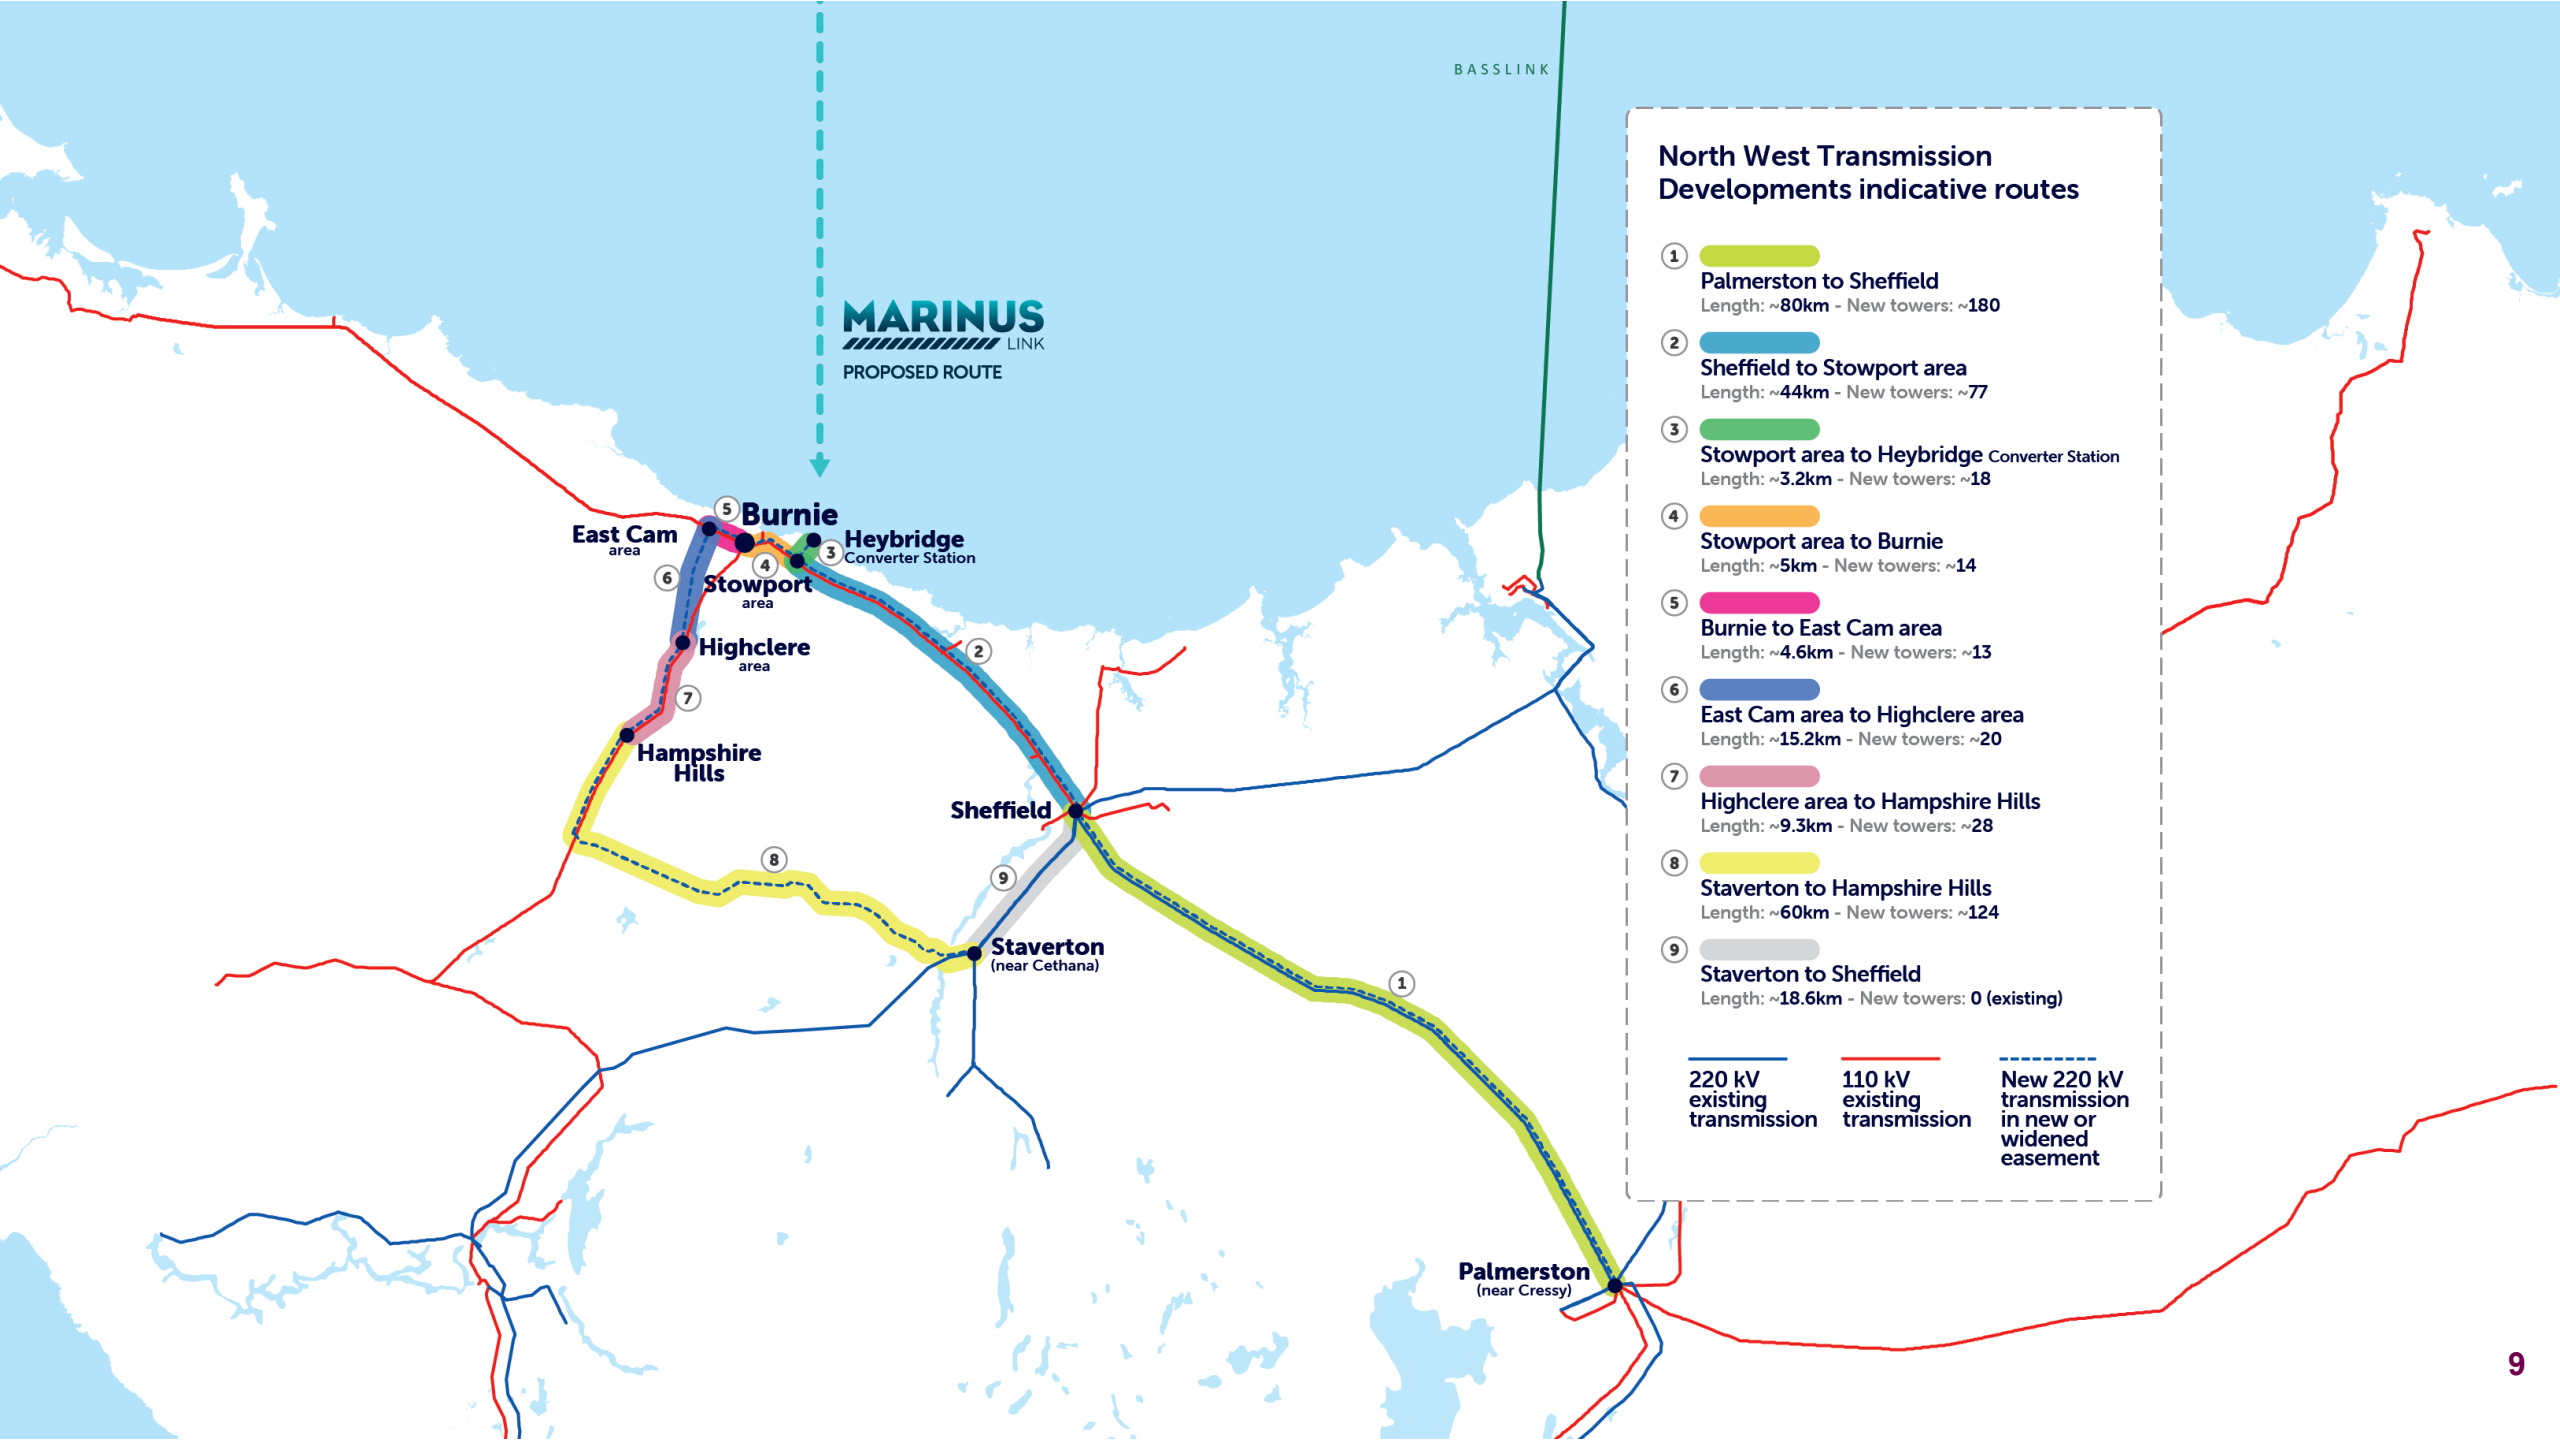 BASSLINK
MARINUS
LINK
PROPOSED ROUTE
5
Burnie
East Cam
area
Heybridge
Converter Station
3
4
6
Stowport
area
Highclere
area
2
7
Hampshire
Hills
Sheffield
8
9
Staverton
(near Cethana)
1
Palmerston
(near Cressy)
North West Transmission
Developments indicative routes
1
Palmerston to Sheffield
Length: ~80km - New towers: ~180
2
Sheffield to Stowport area
Length: ~44km - New towers: ~77
3
Stowport area to Heybridge Converter Station
Length: ~3.2km - New towers: ~18
4
Stowport area to Burnie
Length: ~5km - New towers: ~14
5
Burnie to East Cam area
Length: ~4.6km - New towers: ~13
6
East Cam area to Highclere area
Length: ~15.2km - New towers: ~20
7
Highclere area to Hampshire Hills
Length: ~9.3km - New towers: ~28
8
Staverton to Hampshire Hills
Length: ~60km - New towers: ~124
9
Staverton to Sheffield
Length: ~18.6km - New towers: 0 (existing)
220 kV
existing
transmission
110 kV
existing
transmission
New 220 kV
transmission
in new or
widened
easement
9